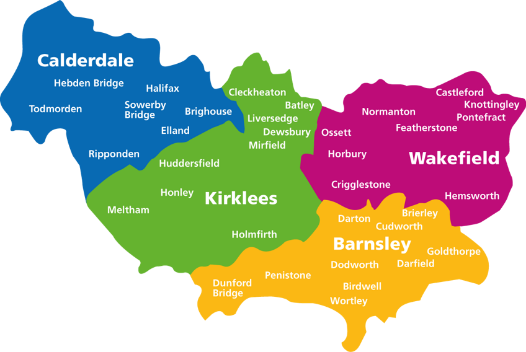 Calderdale
Hebden Bridge
Halifax
Todmorden
Sowerby
Bridge
Brighouse
Elland
Ripponden
Cleckheaton
Batley
Liversedge
Dewsbury
Mirfield
Huddersfield
Honley
Kirklees
Meltham
Holmfirth
Castleford
Knottingley
Normanton
Pontefract
Featherstone
Ossett
Horbury
Wakefield
Crigglestone
Hemsworth
Brierley
Darton
Cudworth
Barnsley
Goldthorpe
Dodworth
Darfield
Penistone
Dunford
Bridge
Birdwell
Wortley